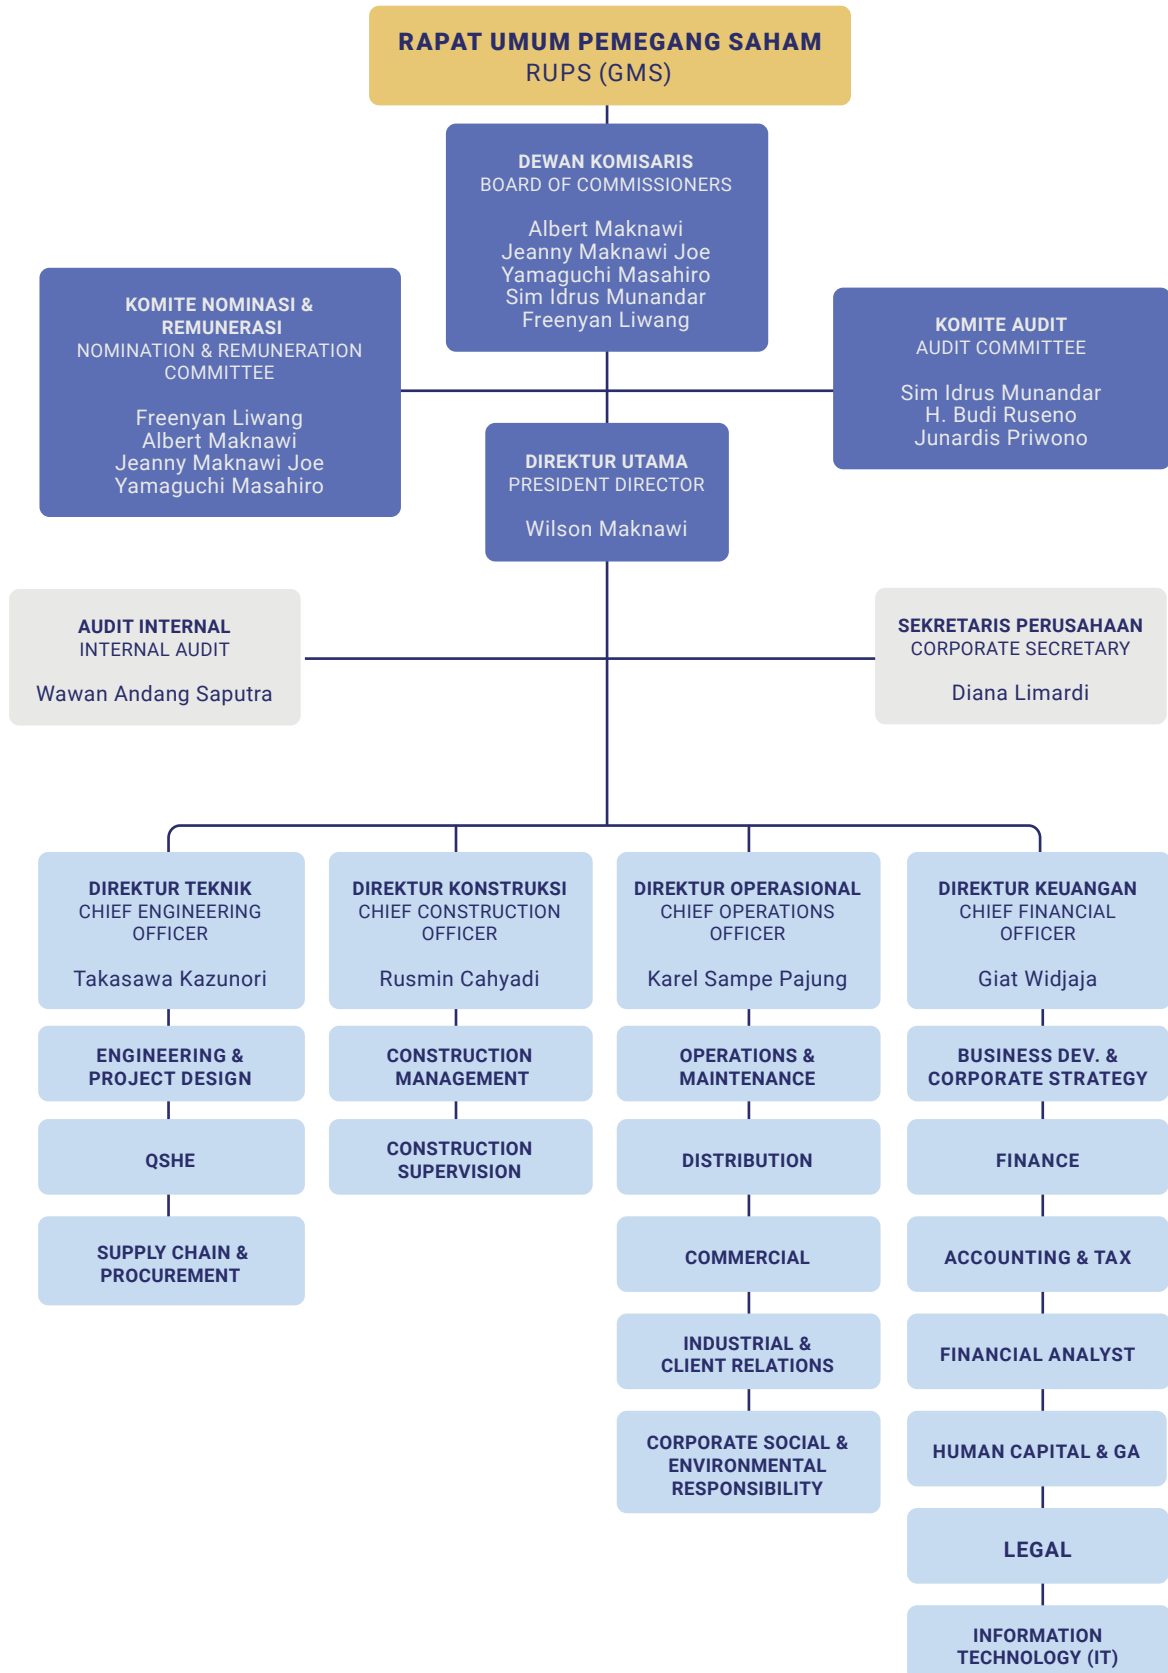 RAPAT UMUM PEMEGANG SAHAM
RUPS (GMS)
DEWAN KOMISARIS
BOARD OF COMMISSIONERS
Albert Maknawi
Jeanny Maknawi Joe
Yamaguchi Masahiro
Sim Idrus Munandar
Freenyan Liwang
KOMITE NOMINASI &
REMUNERASI
NOMINATION & REMUNERATION
COMMITTEE
Freenyan Liwang
Albert Maknawi
Jeanny Maknawi Joe
Yamaguchi Masahiro
KOMITE AUDIT
AUDIT COMMITTEE
Sim Idrus Munandar
H. Budi Ruseno
Junardis Priwono
DIREKTUR UTAMA
PRESIDENT DIRECTOR
Wilson Maknawi
AUDIT INTERNAL
INTERNAL AUDIT
Wawan Andang Saputra
SEKRETARIS PERUSAHAAN
CORPORATE SECRETARY
Diana Limardi
DIREKTUR TEKNIK
CHIEF ENGINEERING
OFFICER
Takasawa Kazunori
ENGINEERING &
PROJECT DESIGN
QSHE
SUPPLY CHAIN &
PROCUREMENT
DIREKTUR KONSTRUKSI
CHIEF CONSTRUCTION
OFFICER
Rusmin Cahyadi
CONSTRUCTION
MANAGEMENT
CONSTRUCTION
SUPERVISION
DIREKTUR OPERASIONAL
CHIEF OPERATIONS
OFFICER
Karel Sampe Pajung
OPERATIONS &
MAINTENANCE
DISTRIBUTION
COMMERCIAL
INDUSTRIAL &
CLIENT RELATIONS
CORPORATE SOCIAL &
ENVIRONMENTAL
RESPONSIBILITY
DIREKTUR KEUANGAN
CHIEF FINANCIAL
OFFICER
Giat Widjaja
BUSINESS DEV. &
CORPORATE STRATEGY
FINANCE
ACCOUNTING & TAX
FINANCIAL ANALYST
HUMAN CAPITAL & GA
LEGAL
INFORMATION
TECHNOLOGY (IT)